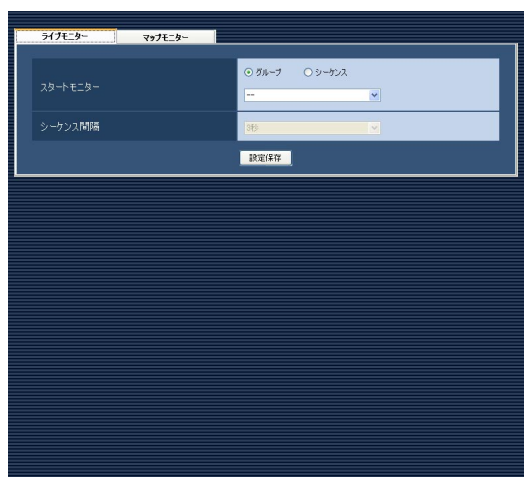 ライブモニター
マップモニター
スタートモニター
グループ
シーケンス
--
シーケンス間隔
3秒
設定保存